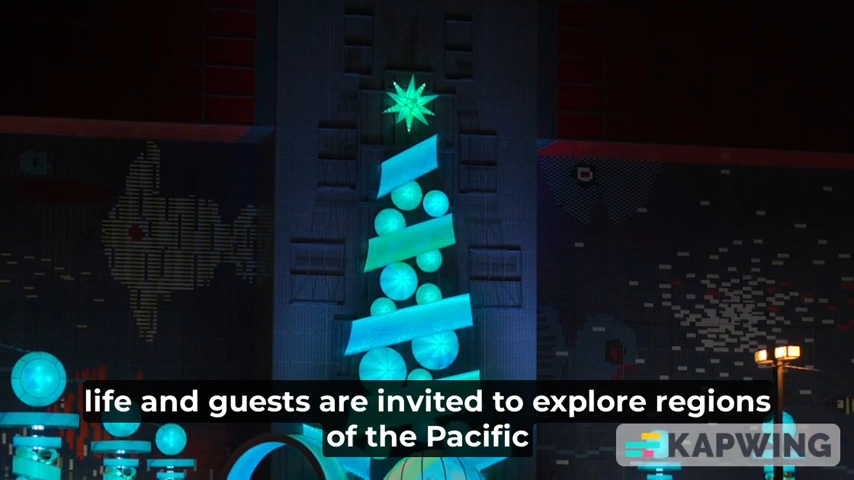 life and guests are invited to explore regions
of the Pacific
KAPWING